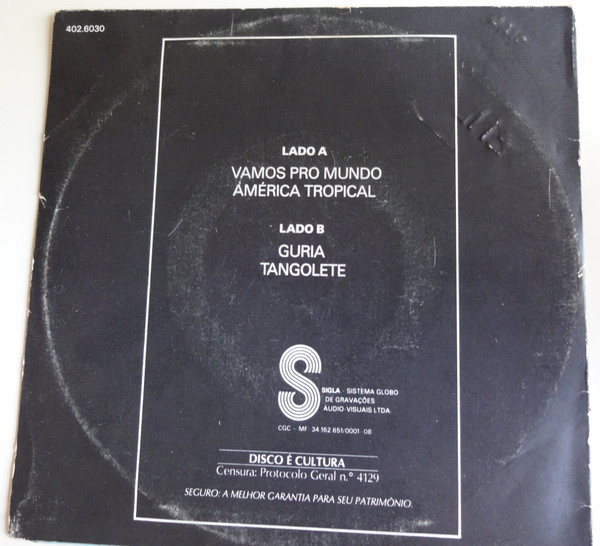 402.6030
LADO A
VAMOS PRO MUNDO
AMÉRICA TROPICAL
LADO B
GURIA
TANGOLETE
SIGLA - SISTEMA GLOBO
DE GRAVAÇÕES
ÁUDIO-VISUAIS LTDA.
CGC - MF 34 162 651/0001-08
DISCO É CULTURA
Censura: Protocolo Geral n.º 4129
SEGURO: A MELHOR GARANTIA PARA SEU PATRIMÔNIO.